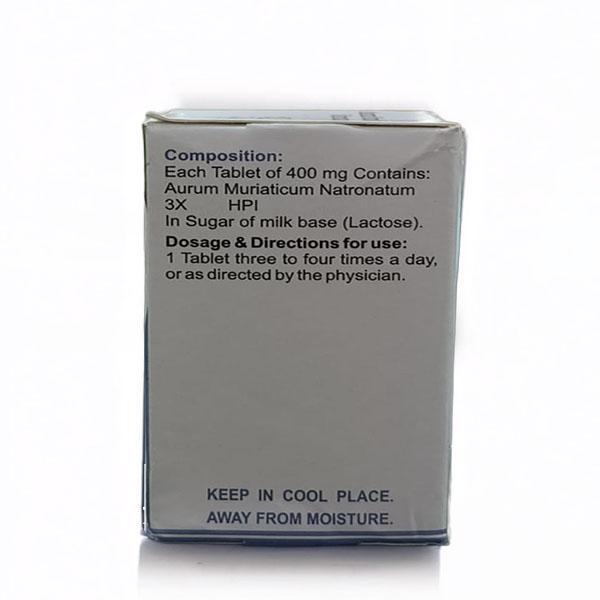 Composition:
Each Tablet of 400 mg Contains:
Aurum Muriaticum Natronatum
3X HPI
In Sugar of milk base (Lactose).
Dosage & Directions for use:
1 Tablet three to four times a day,
or as directed by the physician.
KEEP IN COOL PLACE.
AWAY FROM MOISTURE.